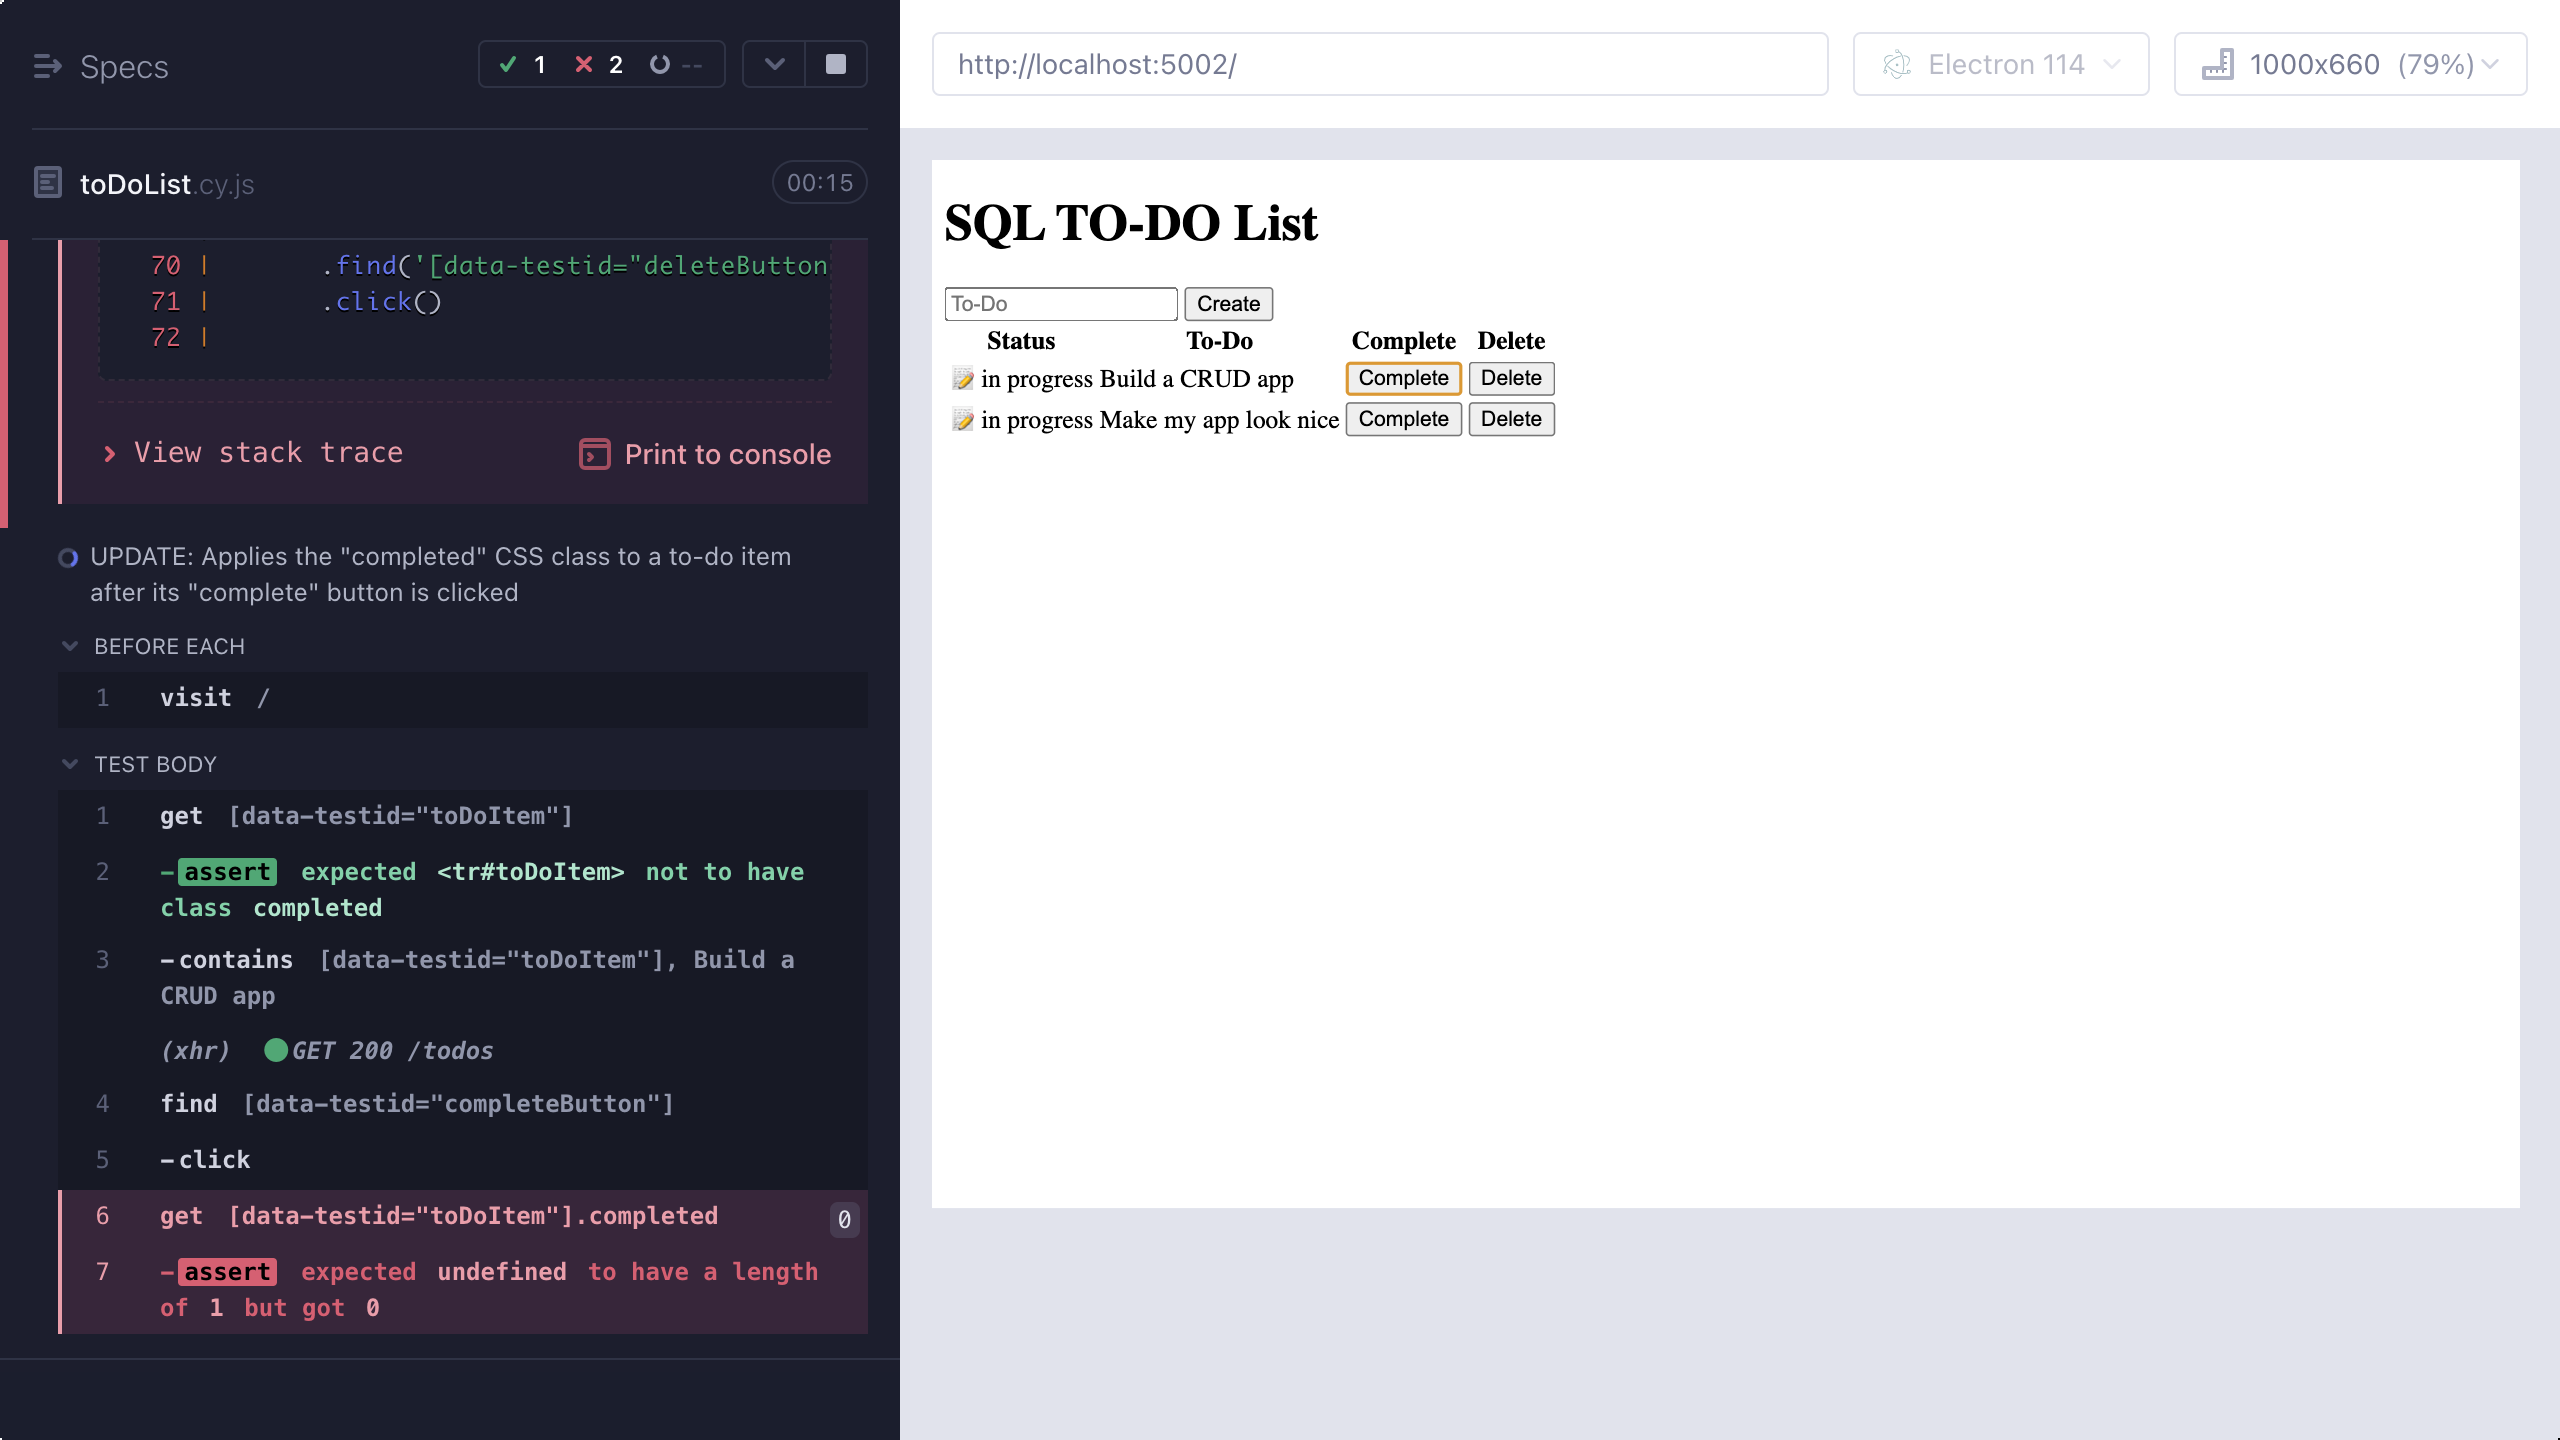 Specs
1 2 --
toDoList.cy.js
00:15
70 | .find('[data-testid="deleteButton
71 | .click()
72 |
View stack trace
Print to console
UPDATE: Applies the "completed" CSS class to a to-do item
after its "complete" button is clicked
BEFORE EACH
1 visit /
TEST BODY
1 get [data-testid="toDoItem"]
2 -assert expected <tr#toDoItem> not to have
class completed
3 -contains [data-testid="toDoItem"], Build a
CRUD app
(xhr) GET 200 /todos
4 find [data-testid="completeButton"]
5 -click
6 get [data-testid="toDoItem"].completed 0
7 -assert expected undefined to have a length
of 1 but got 0
http://localhost:5002/
Electron 114
1000x660 (79%)
SQL TO-DO List
To-Do Create
Status To-Do Complete Delete
📝 in progress Build a CRUD app Complete Delete
📝 in progress Make my app look nice Complete Delete